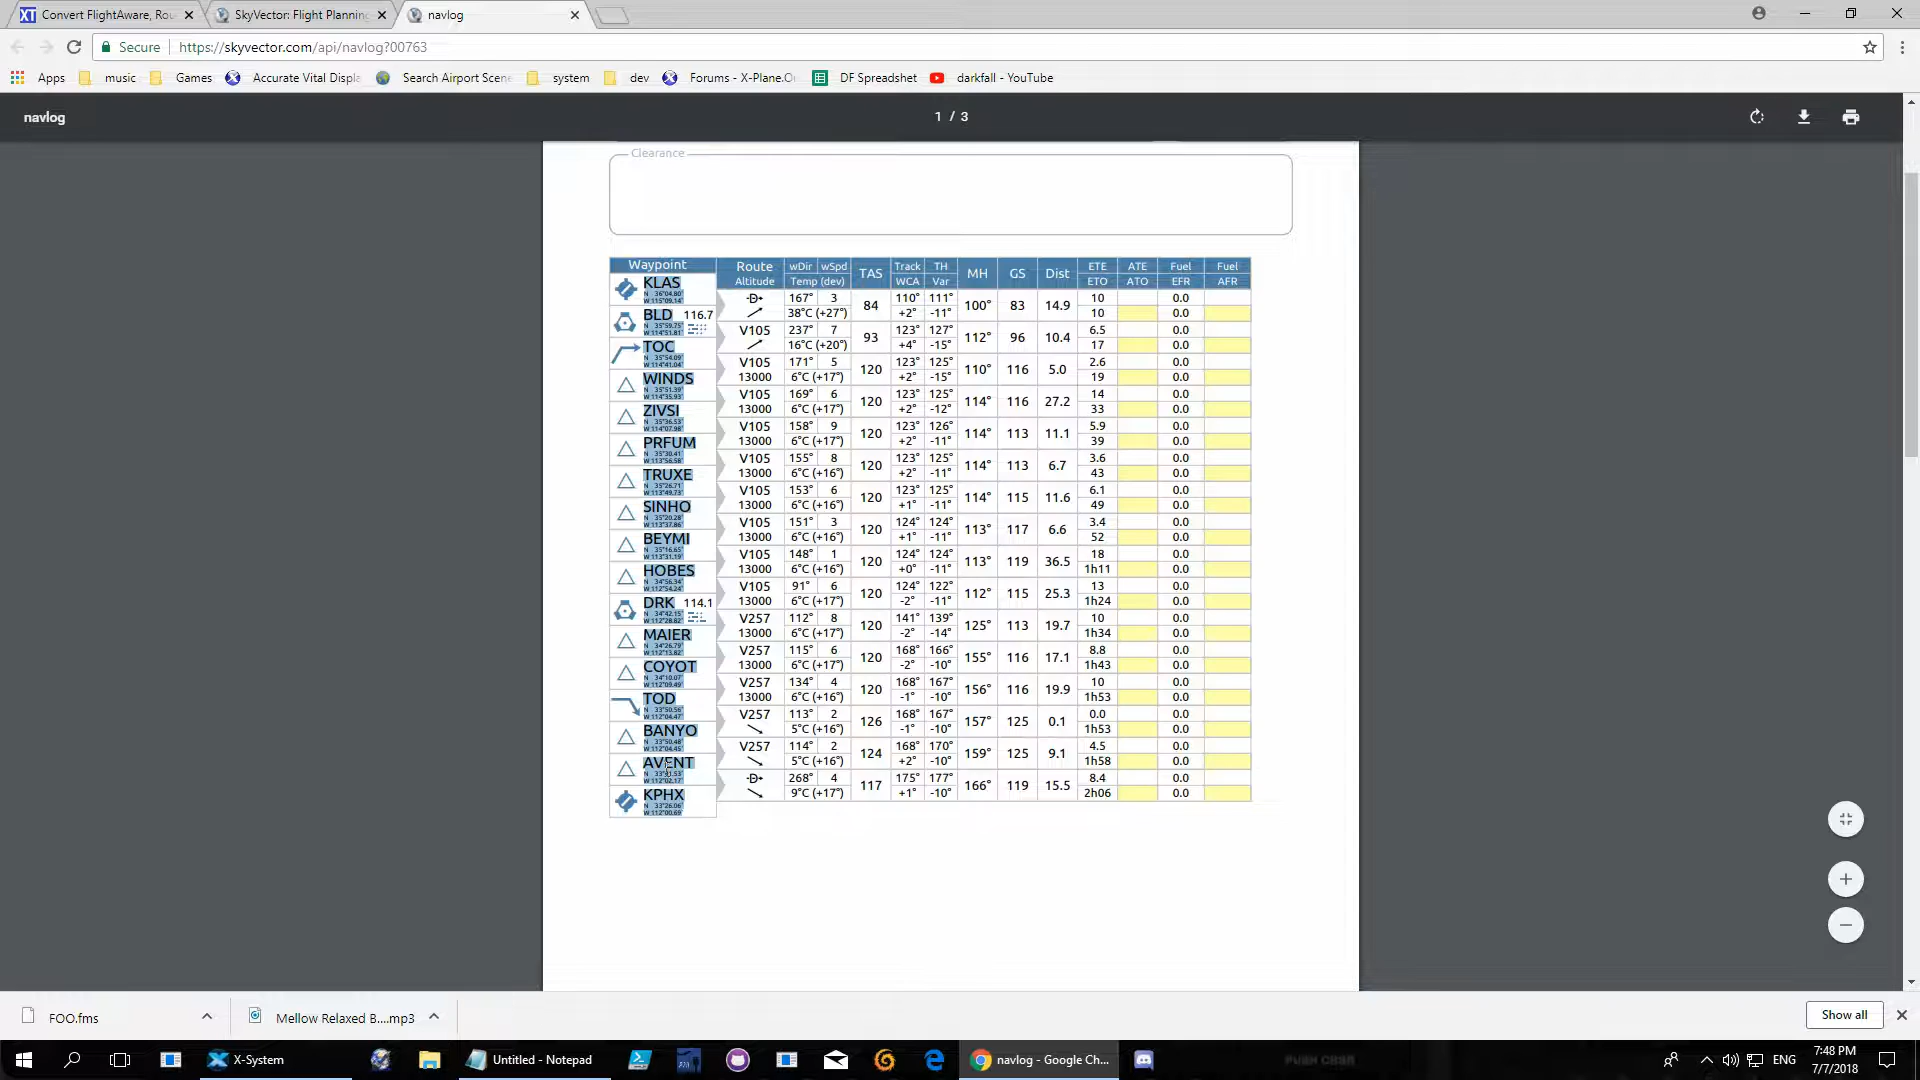 Convert FlightAware, Rou
SkyVector: Flight Planning
navlog
Secure
https://skyvector.com/api/navlog?00763
Apps
music
Games
Accurate Vital Displa
Search Airport Scene
system
dev
Forums - X-Plane.O
DF Spreadshet
darkfall - YouTube
navlog
1 / 3
Clearance
Waypoint Route wDir wSpd TAS Track TH MH GS Dist ETE ATE Fuel Fuel
Altitude Temp (dev) WCA Var ETO ATO EFR AFR
KLAS
167° 3 84 110° 111° 100° 83 14.9 10 0.0
38°C (+27°) +2° -11° 10 0.0
BLD 116.7
V105 237° 7 93 123° 127° 112° 96 10.4 6.5 0.0
16°C (+20°) +4° -15° 17 0.0
TOC
V105 171° 5 120 123° 125° 110° 116 5.0 2.6 0.0
13000 6°C (+17°) +2° -15° 19 0.0
WINDS
V105 169° 6 120 123° 125° 114° 116 27.2 14 0.0
13000 6°C (+17°) +2° -12° 33 0.0
ZIVSI
V105 158° 9 120 123° 126° 114° 113 11.1 5.9 0.0
13000 6°C (+17°) +2° -11° 39 0.0
PRFUM
V105 155° 8 120 123° 125° 114° 113 6.7 3.6 0.0
13000 6°C (+16°) +2° -11° 43 0.0
TRUXE
V105 153° 6 120 123° 125° 114° 115 11.6 6.1 0.0
13000 6°C (+16°) +1° -11° 49 0.0
SINHO
V105 151° 3 120 124° 124° 113° 117 6.6 3.4 0.0
13000 6°C (+16°) +1° -11° 52 0.0
BEYMI
V105 148° 1 120 124° 124° 113° 119 36.5 18 0.0
13000 6°C (+16°) +0° -11° 1h11 0.0
HOBES
V105 91° 6 120 124° 122° 112° 115 25.3 13 0.0
13000 6°C (+17°) -2° -11° 1h24 0.0
DRK 114.1
V257 112° 8 120 141° 139° 125° 113 19.7 10 0.0
13000 6°C (+17°) -2° -14° 1h34 0.0
MAIER
V257 115° 6 120 168° 166° 155° 116 17.1 8.8 0.0
13000 6°C (+17°) -2° -10° 1h43 0.0
COYOT
V257 134° 4 120 168° 167° 156° 116 19.9 10 0.0
13000 6°C (+16°) -1° -10° 1h53 0.0
TOD
V257 113° 2 126 168° 167° 157° 125 0.1 0.0 0.0
5°C (+16°) -1° -10° 1h53 0.0
BANYO
V257 114° 2 124 168° 170° 159° 125 9.1 4.5 0.0
5°C (+16°) +2° -10° 1h58 0.0
AVENT
268° 4 117 175° 177° 166° 119 15.5 8.4 0.0
9°C (+17°) +1° -10° 2h06 0.0
KPHX
FOO.fms
Mellow Relaxed B....mp3
Show all
X-System
Untitled - Notepad
navlog - Google Ch...
ENG
7:48 PM
7/7/2018